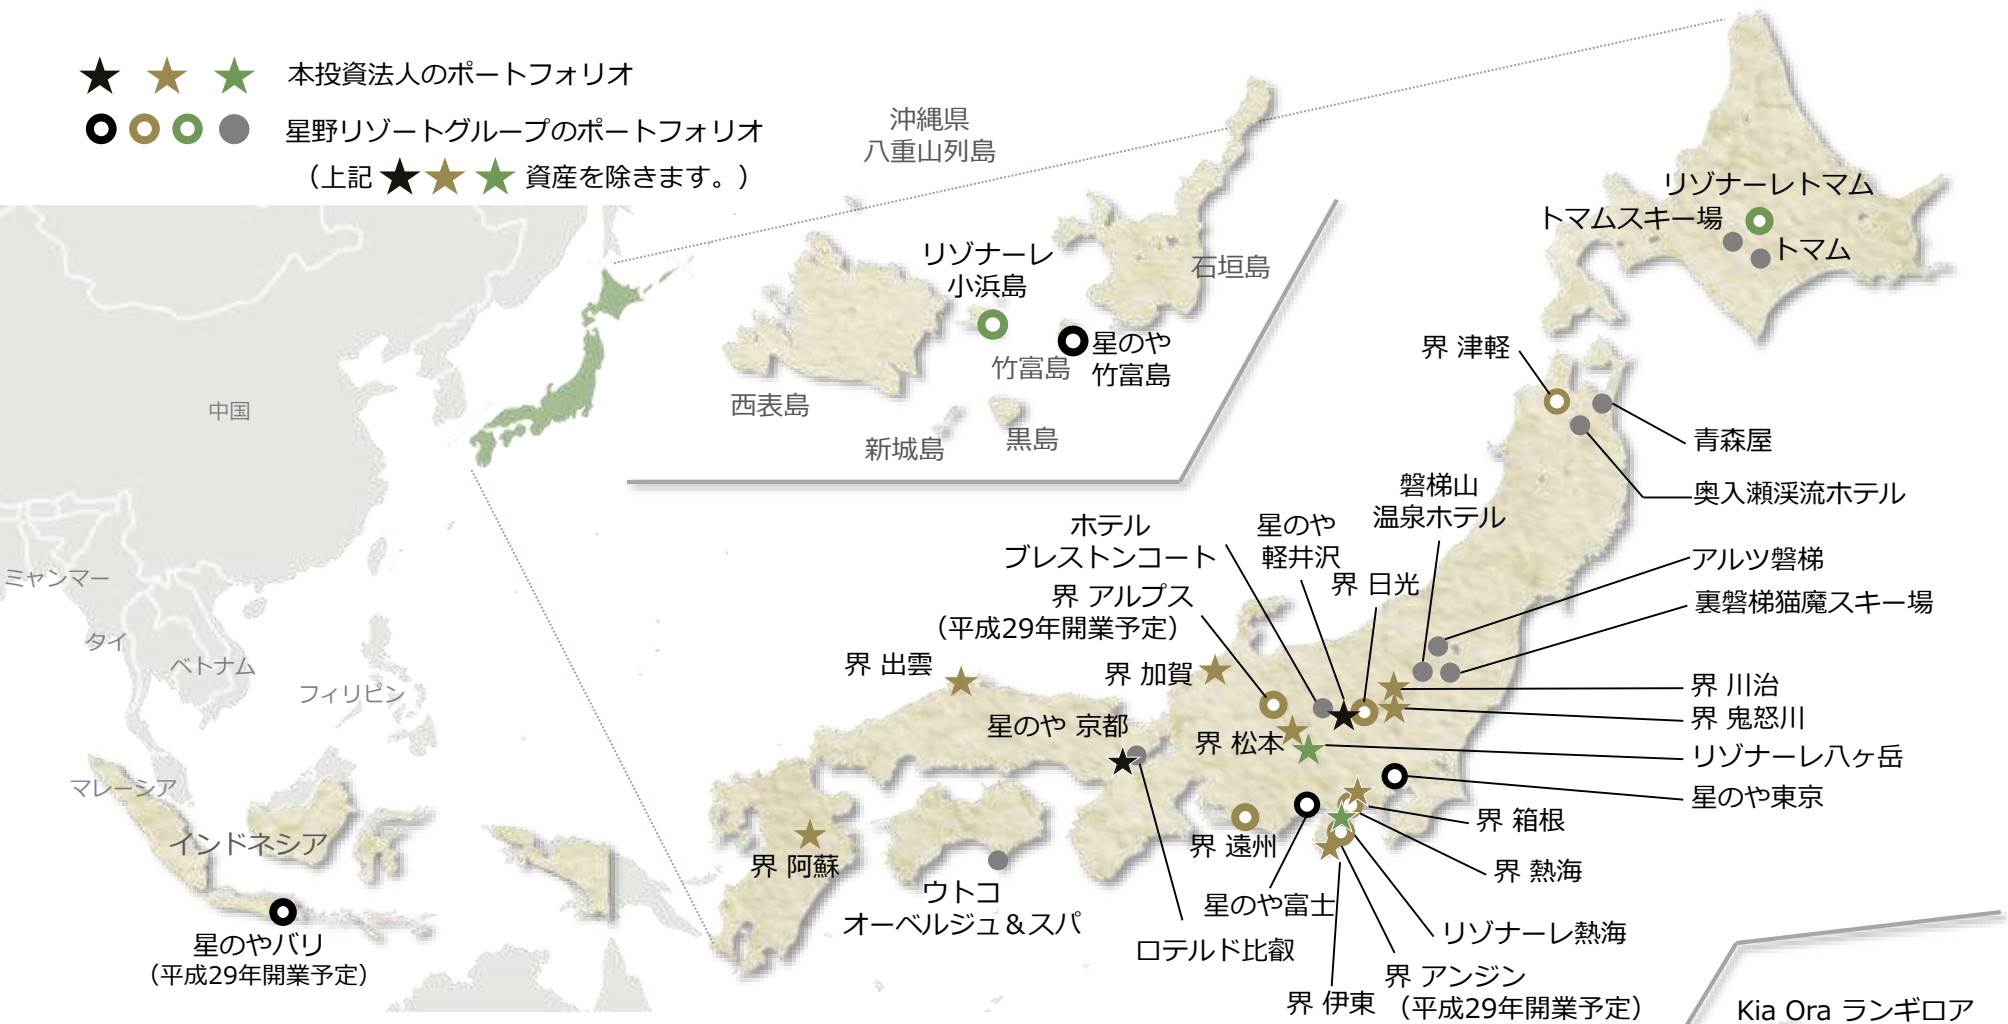 本投資法人のポートフォリオ
星野リゾートグループのポートフォリオ
（上記 ★ ★ ★ 資産を除きます。）
沖縄県
八重山列島
リゾナーレ
小浜島
石垣島
星のや
竹富島
竹富島
西表島
新城島
黒島
中国
ミャンマー
タイ
ベトナム
フィリピン
マレーシア
インドネシア
星のやバリ
（平成29年開業予定）
リゾナーレトマム
トマムスキー場
トマム
界 津軽
青森屋
奥入瀬渓流ホテル
磐梯山
温泉ホテル
ホテル
ブレストンコート
星のや
軽井沢
界 日光
アルツ磐梯
裏磐梯猫魔スキー場
界 アルプス
（平成29年開業予定）
界 出雲
界 加賀
界 川治
界 鬼怒川
星のや 京都
界 松本
リゾナーレ八ヶ岳
星のや東京
界 箱根
界 遠州
界 阿蘇
界 熱海
ウトコ
オーベルジュ＆スパ
星のや富士
ロテルド比叡
リゾナーレ熱海
界 アンジン
（平成29年開業予定）
界 伊東
Kia Ora ランギロア